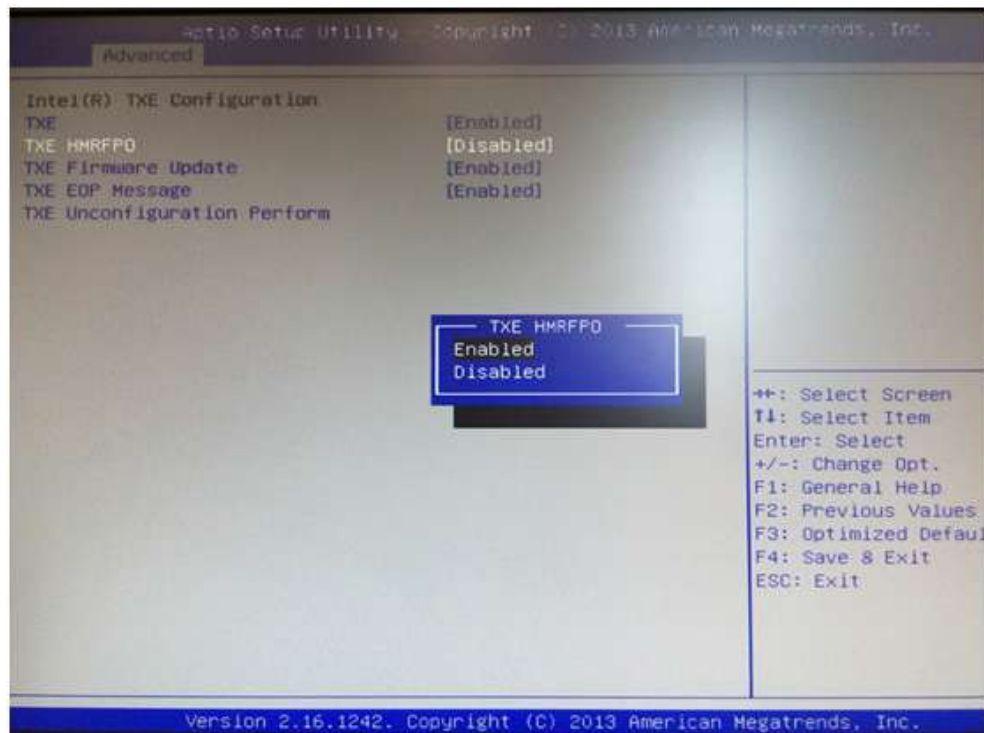 Aptio Setup Utility - Copyright (C) 2013 American Megatrends, Inc.
Advanced
Intel(R) TXE Configuration
TXE [Enabled]
TXE HMRFPO [Disabled]
TXE Firmware Update [Enabled]
TXE EOP Message [Enabled]
TXE Unconfiguration Perform
TXE HMRFPO
Enabled
Disabled
→←: Select Screen
↑↓: Select Item
Enter: Select
+/-: Change Opt.
F1: General Help
F2: Previous Values
F3: Optimized Defaul
F4: Save & Exit
ESC: Exit
Version 2.16.1242. Copyright (C) 2013 American Megatrends, Inc.